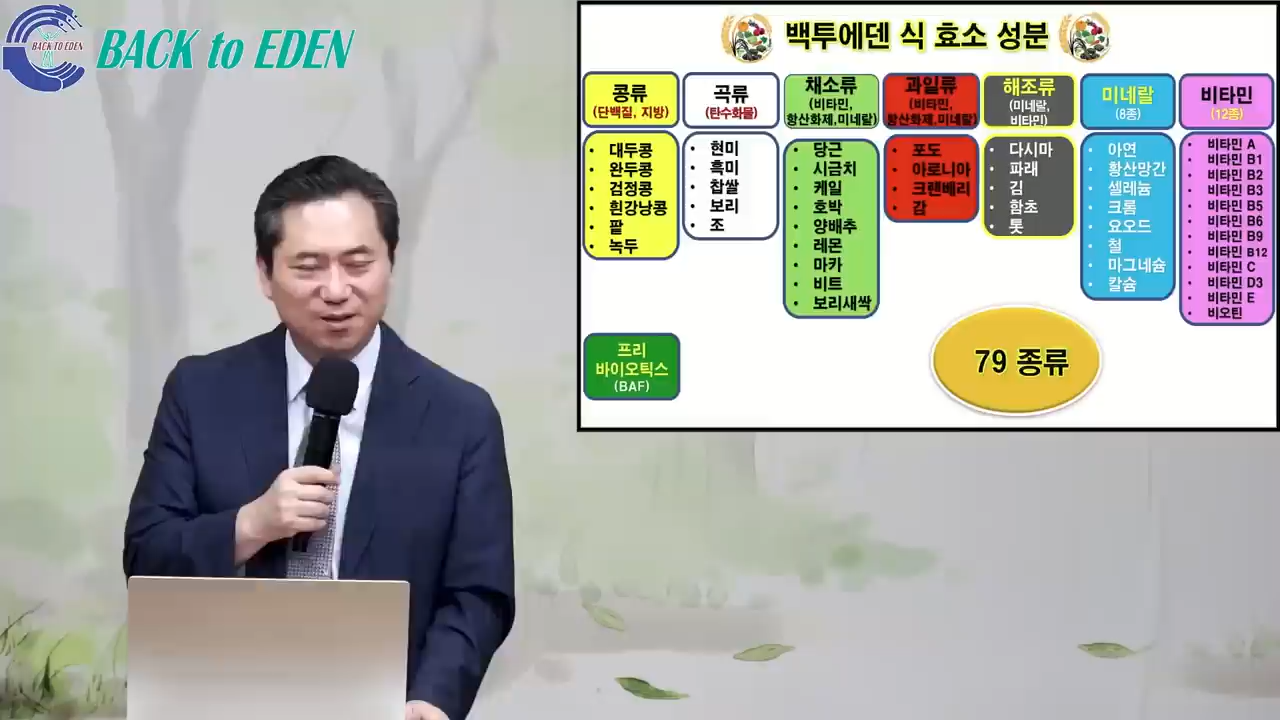 BACK TO EDEN
BACK to EDEN
백투에덴 식 효소 성분
콩류
(단백질, 지방)
대두콩
완두콩
검정콩
흰강낭콩
팥
녹두
곡류
(탄수화물)
현미
흑미
찹쌀
보리
조
채소류
(비타민,
항산화제,미네랄)
당근
시금치
케일
호박
양배추
레몬
마카
비트
보리새싹
과일류
(비타민,
황산화제,미네랄)
포도
아로니아
크랜베리
감
해조류
(미네랄,
비타민)
다시마
파래
김
함초
톳
미네랄
(8종)
아연
황산망간
셀레늄
크롬
요오드
철
마그네슘
칼슘
비타민
(12종)
비타민 A
비타민 B1
비타민 B2
비타민 B3
비타민 B5
비타민 B6
비타민 B9
비타민 B12
비타민 C
비타민 D3
비타민 E
비오틴
프리
바이오틱스
(BAF)
79 종류